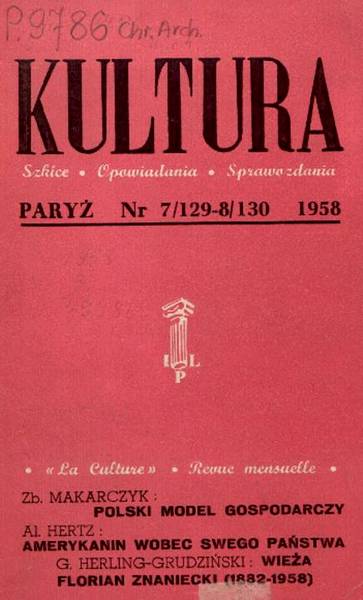 P.9786 Chr. Arch.
KULTURA
Szkice • Opowiadania • Sprawozdania
PARYŻ Nr 7/129-8/130 1958
I L
P
• «La Culture» • Revue mensuelle •
Zb. MAKARCZYK :
POLSKI MODEL GOSPODARCZY
Al. HERTZ :
AMERYKANIN WOBEC SWEGO PAŃSTWA
G. HERLING-GRUDZIŃSKI : WIEŻA
FLORIAN ZNANIECKI (1882-1958)